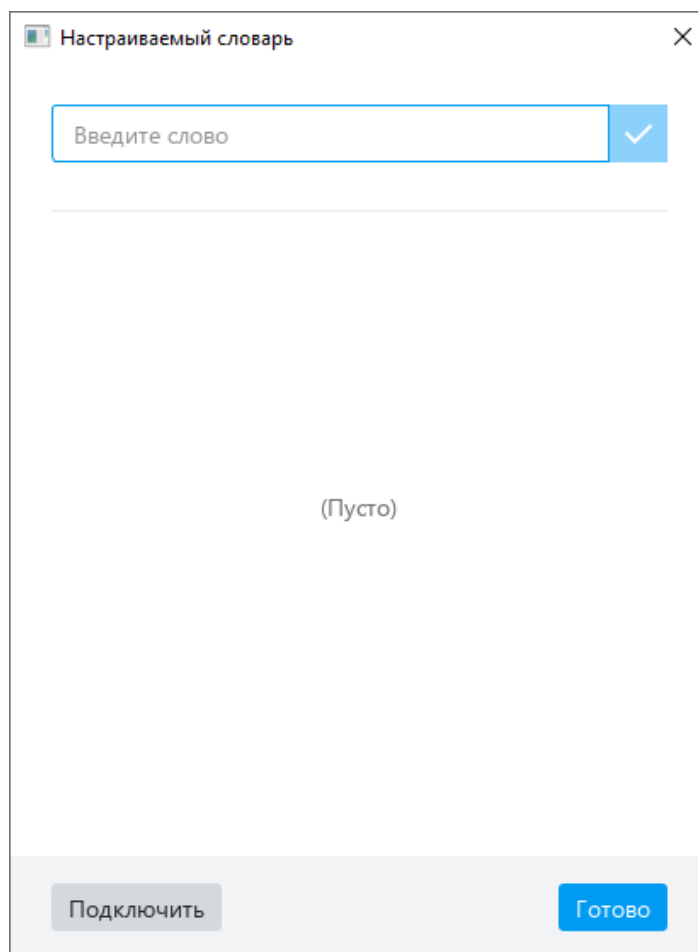 Настраиваемый словарь
Введите слово
(Пусто)
Подключить
Готово